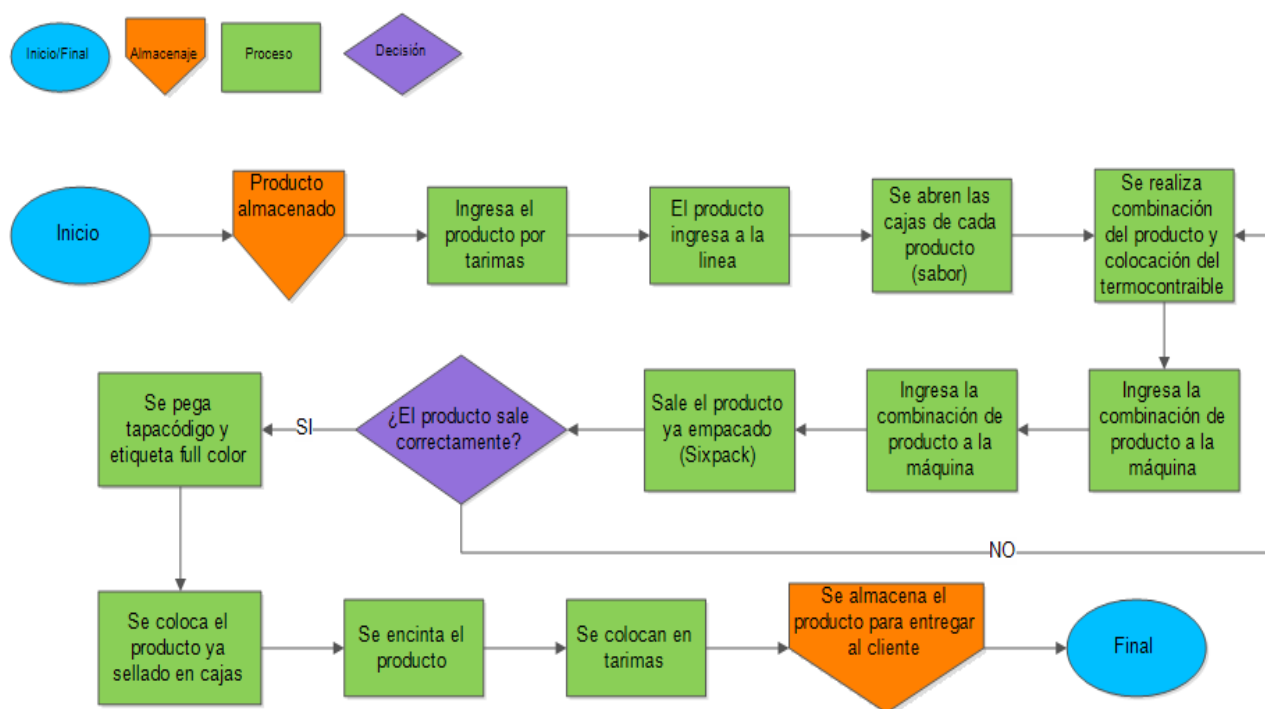 Inicio/Final
Almacenaje
Proceso
Decisión
Inicio
Producto
almacenado
Ingresa el
producto por
tarimas
El producto
ingresa a la
linea
Se abren las
cajas de cada
producto
(sabor)
Se realiza
combinación
del producto y
colocación del
termocontraible
Ingresa la
combinación de
producto a la
máquina
Ingresa la
combinación de
producto a la
máquina
Sale el producto
ya empacado
(Sixpack)
¿El producto sale
correctamente?
SI
NO
Se pega
tapacódigo y
etiqueta full color
Se coloca el
producto ya
sellado en cajas
Se encinta el
producto
Se colocan en
tarimas
Se almacena el
producto para entregar
al cliente
Final